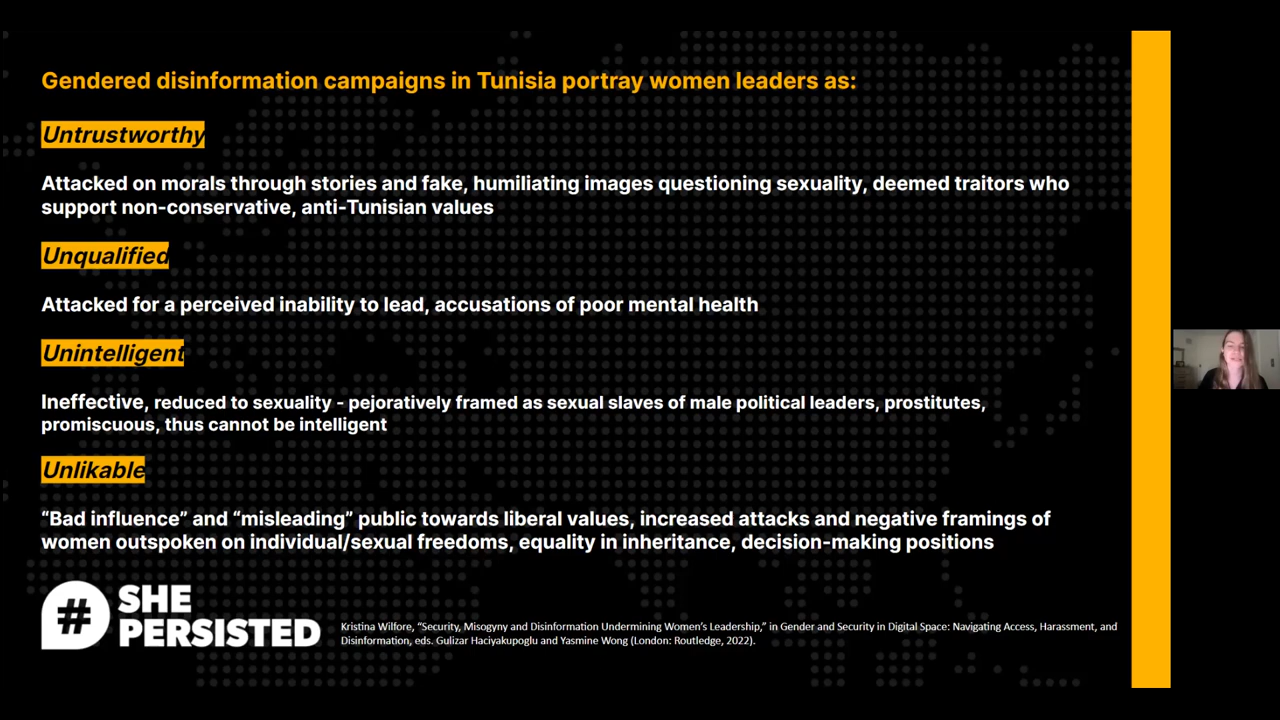 Gendered disinformation campaigns in Tunisia portray women leaders as:
Untrustworthy
Attacked on morals through stories and fake, humiliating images questioning sexuality, deemed traitors who
support non-conservative, anti-Tunisian values
Unqualified
Attacked for a perceived inability to lead, accusations of poor mental health
Unintelligent
Ineffective, reduced to sexuality - pejoratively framed as sexual slaves of male political leaders, prostitutes,
promiscuous, thus cannot be intelligent
Unlikable
“Bad influence” and “misleading” public towards liberal values, increased attacks and negative framings of
women outspoken on individual/sexual freedoms, equality in inheritance, decision-making positions
# SHE
PERSISTED
Kristina Wilfore, “Security, Misogyny and Disinformation Undermining Women’s Leadership,” in Gender and Security in Digital Space: Navigating Access, Harassment, and
Disinformation, eds. Gulizar Haciyakupoglu and Yasmine Wong (London: Routledge, 2022).